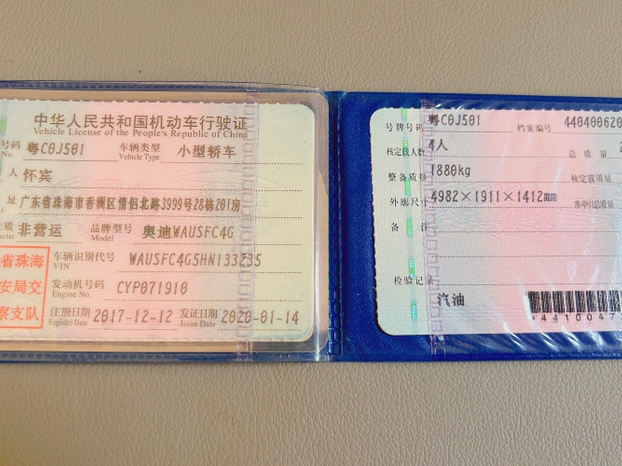 中华人民共和国机动车行驶证
Vehicle License of the People's Republic of China
号码 粤C0J501 车辆类型 小型轿车
No. Vehicle Type
人 怀宾
址 广东省珠海市香洲区情侣北路3999号28栋201房
质 非营运 品牌型号 奥迪WAUSFC4G
Model
省珠海
安局交
察支队
车辆识别代号 WAUSFC4G5HN133235
VIN
发动机号码 CYP071910
Engine No.
注册日期 2017-12-12 发证日期 2020-01-14
Register Date Issue Date
号牌号码 粤C0J501 档案编号 440400620
核定载人数 4人 总质量 2
整备质量 1880kg 核定载质量
外廓尺寸 4982×1911×1412
备注
检验记录
汽油
*4410047